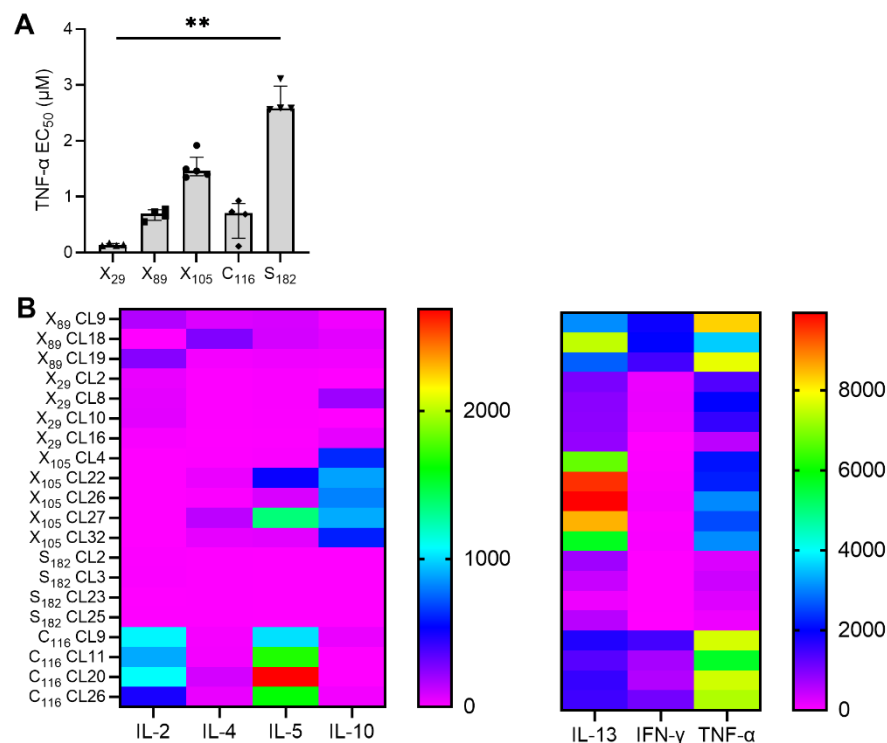 A
**
TNF-α EC₅₀ (μM)
4
3
2
1
0
X₂₉ X₈₉ X₁₀₅ C₁₁₆ S₁₈₂
B
X₈₉ CL9
X₈₉ CL18
X₈₉ CL19
X₂₉ CL2
X₂₉ CL8
X₂₉ CL10
X₂₉ CL16
X₁₀₅ CL4
X₁₀₅ CL22
X₁₀₅ CL26
X₁₀₅ CL27
X₁₀₅ CL32
S₁₈₂ CL2
S₁₈₂ CL3
S₁₈₂ CL23
S₁₈₂ CL25
C₁₁₆ CL9
C₁₁₆ CL11
C₁₁₆ CL20
C₁₁₆ CL26
IL-2 IL-4 IL-5 IL-10
2000
1000
0
IL-13 IFN-γ TNF-α
8000
6000
4000
2000
0